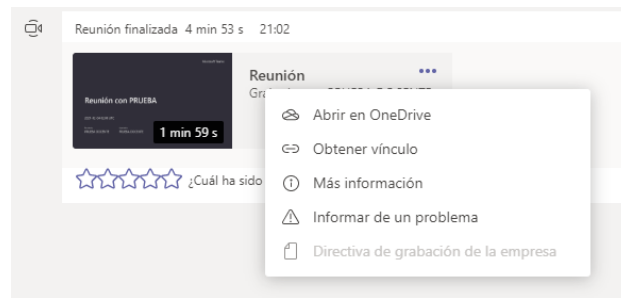 Reunión finalizada 4 min 53 s 21:02
Reunión
Reunión con PRUEBA
1 min 59 s
Abrir en OneDrive
Obtener vínculo
¿Cuál ha sido
Más información
Informar de un problema
Directiva de grabación de la empresa